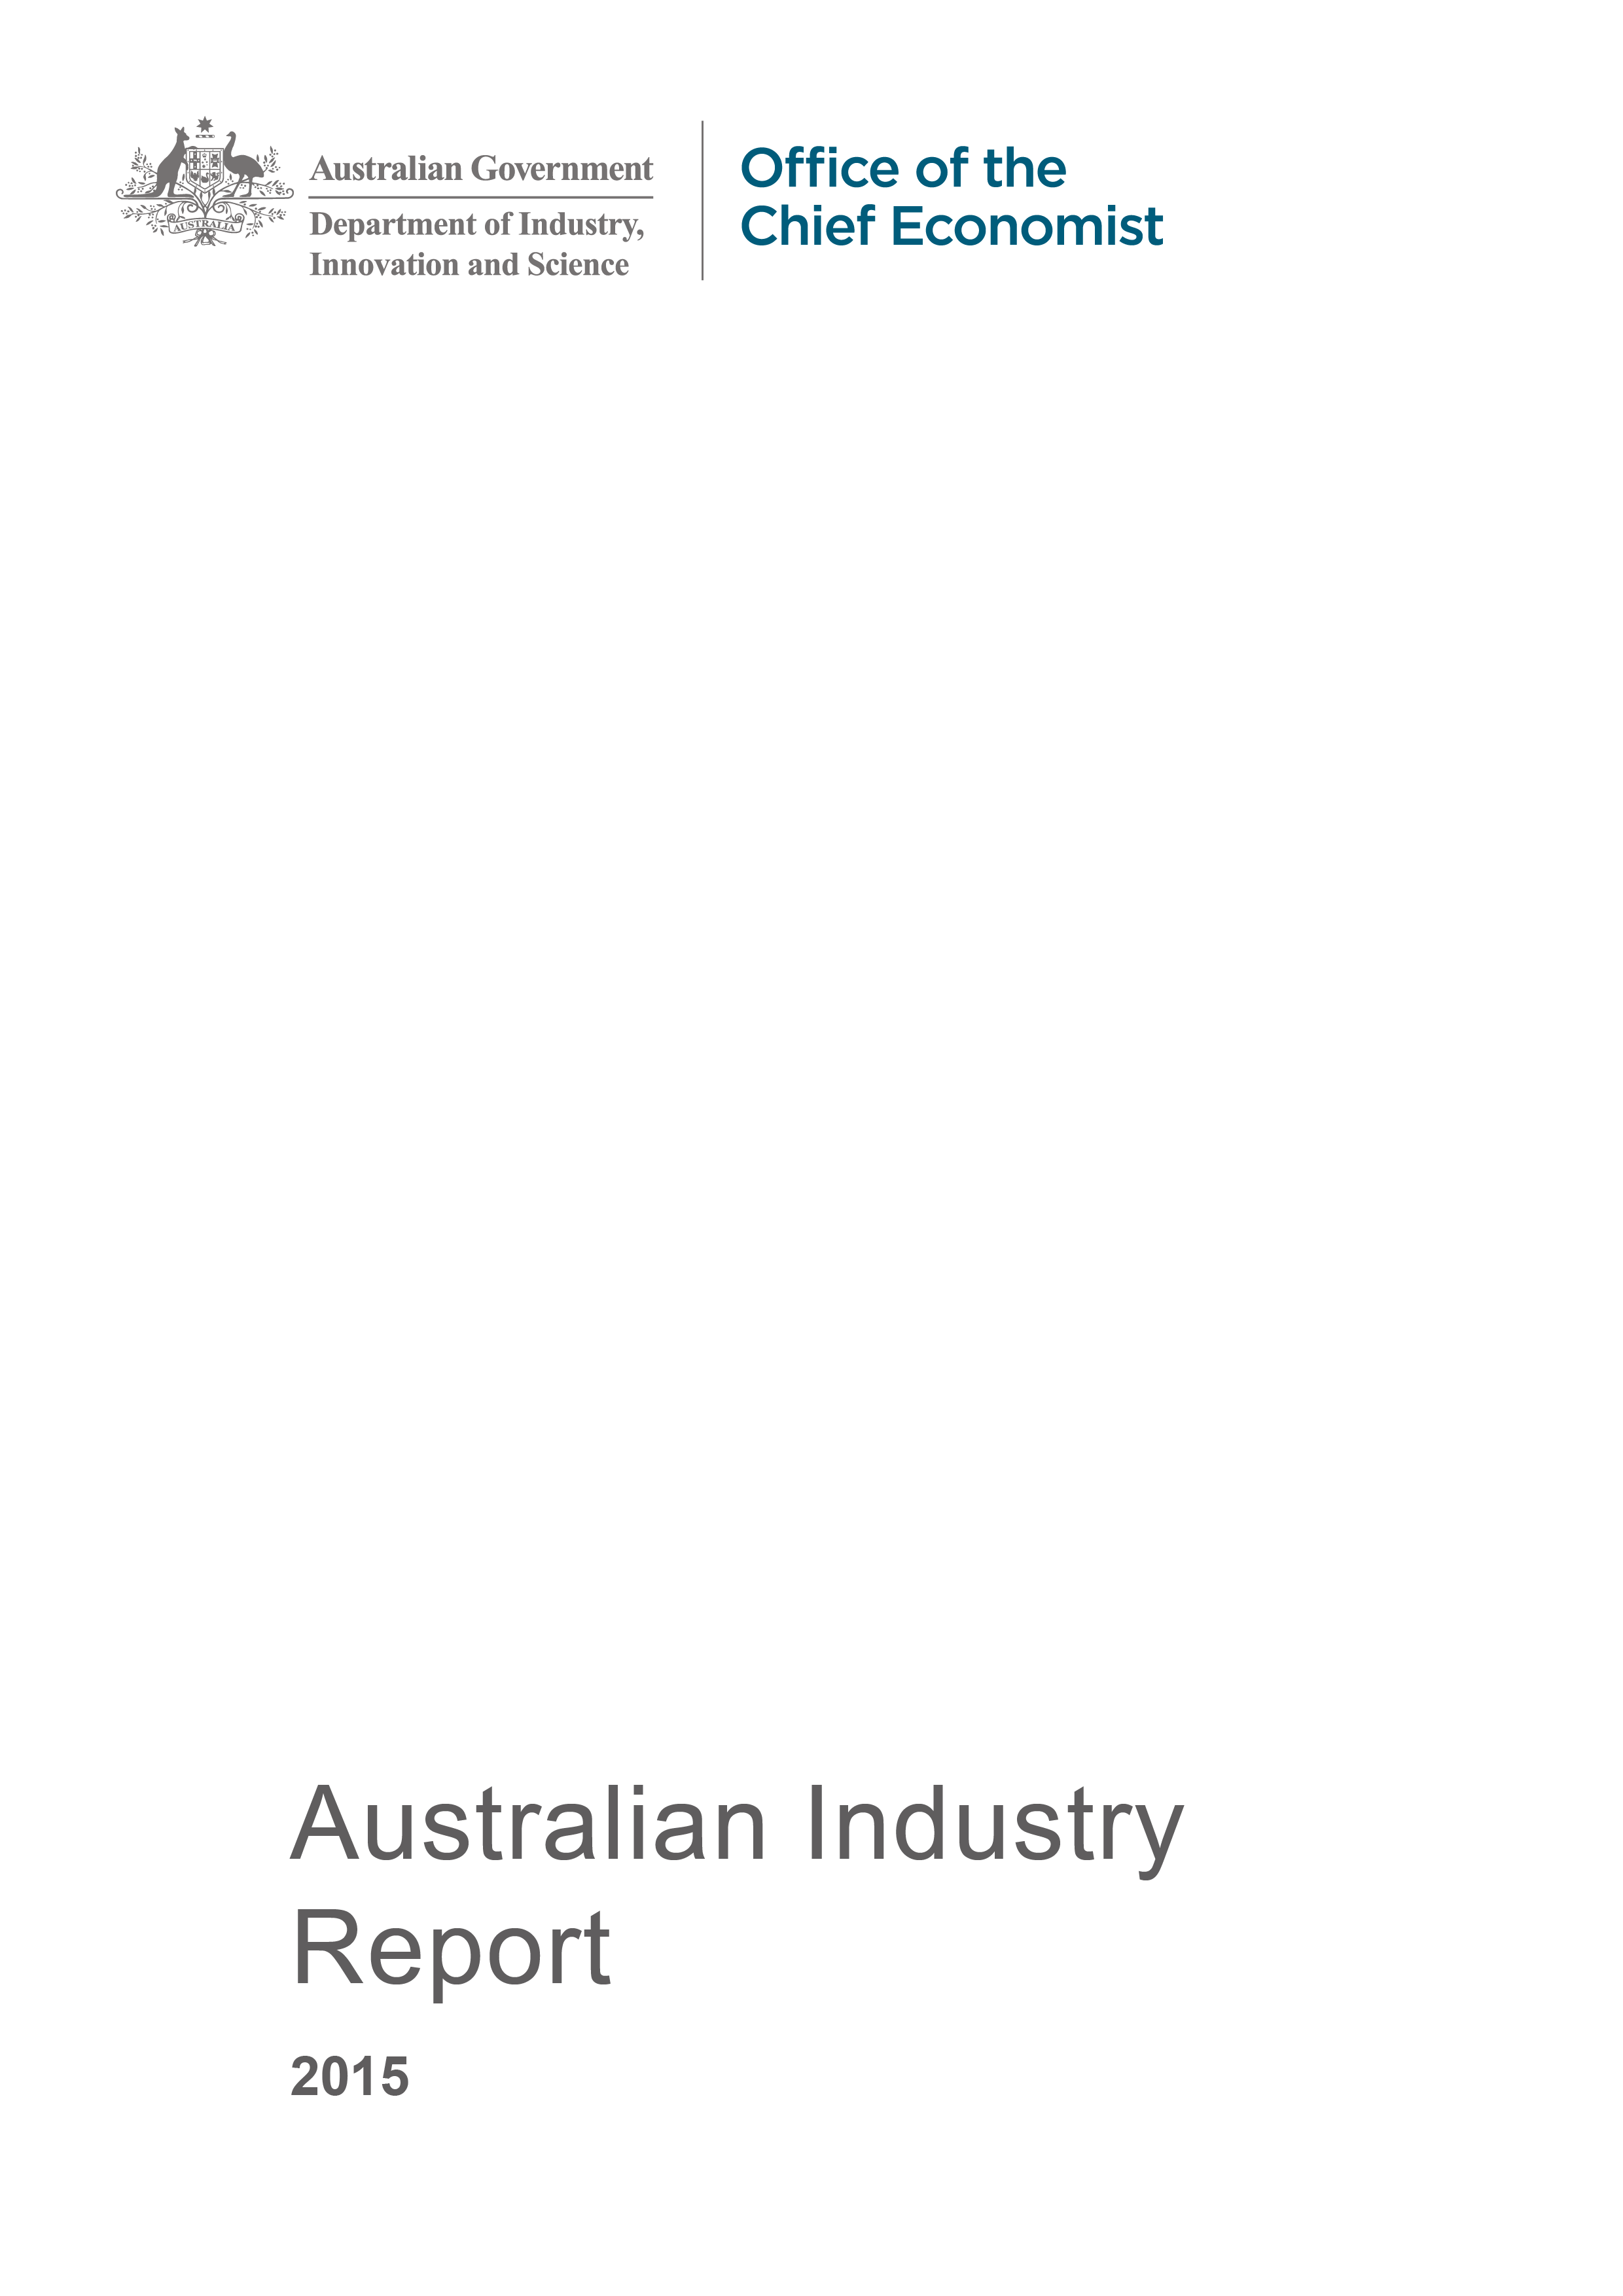 AUSTRALIA
Australian Government
Department of Industry,
Innovation and Science
Office of the
Chief Economist
Australian Industry
Report
2015